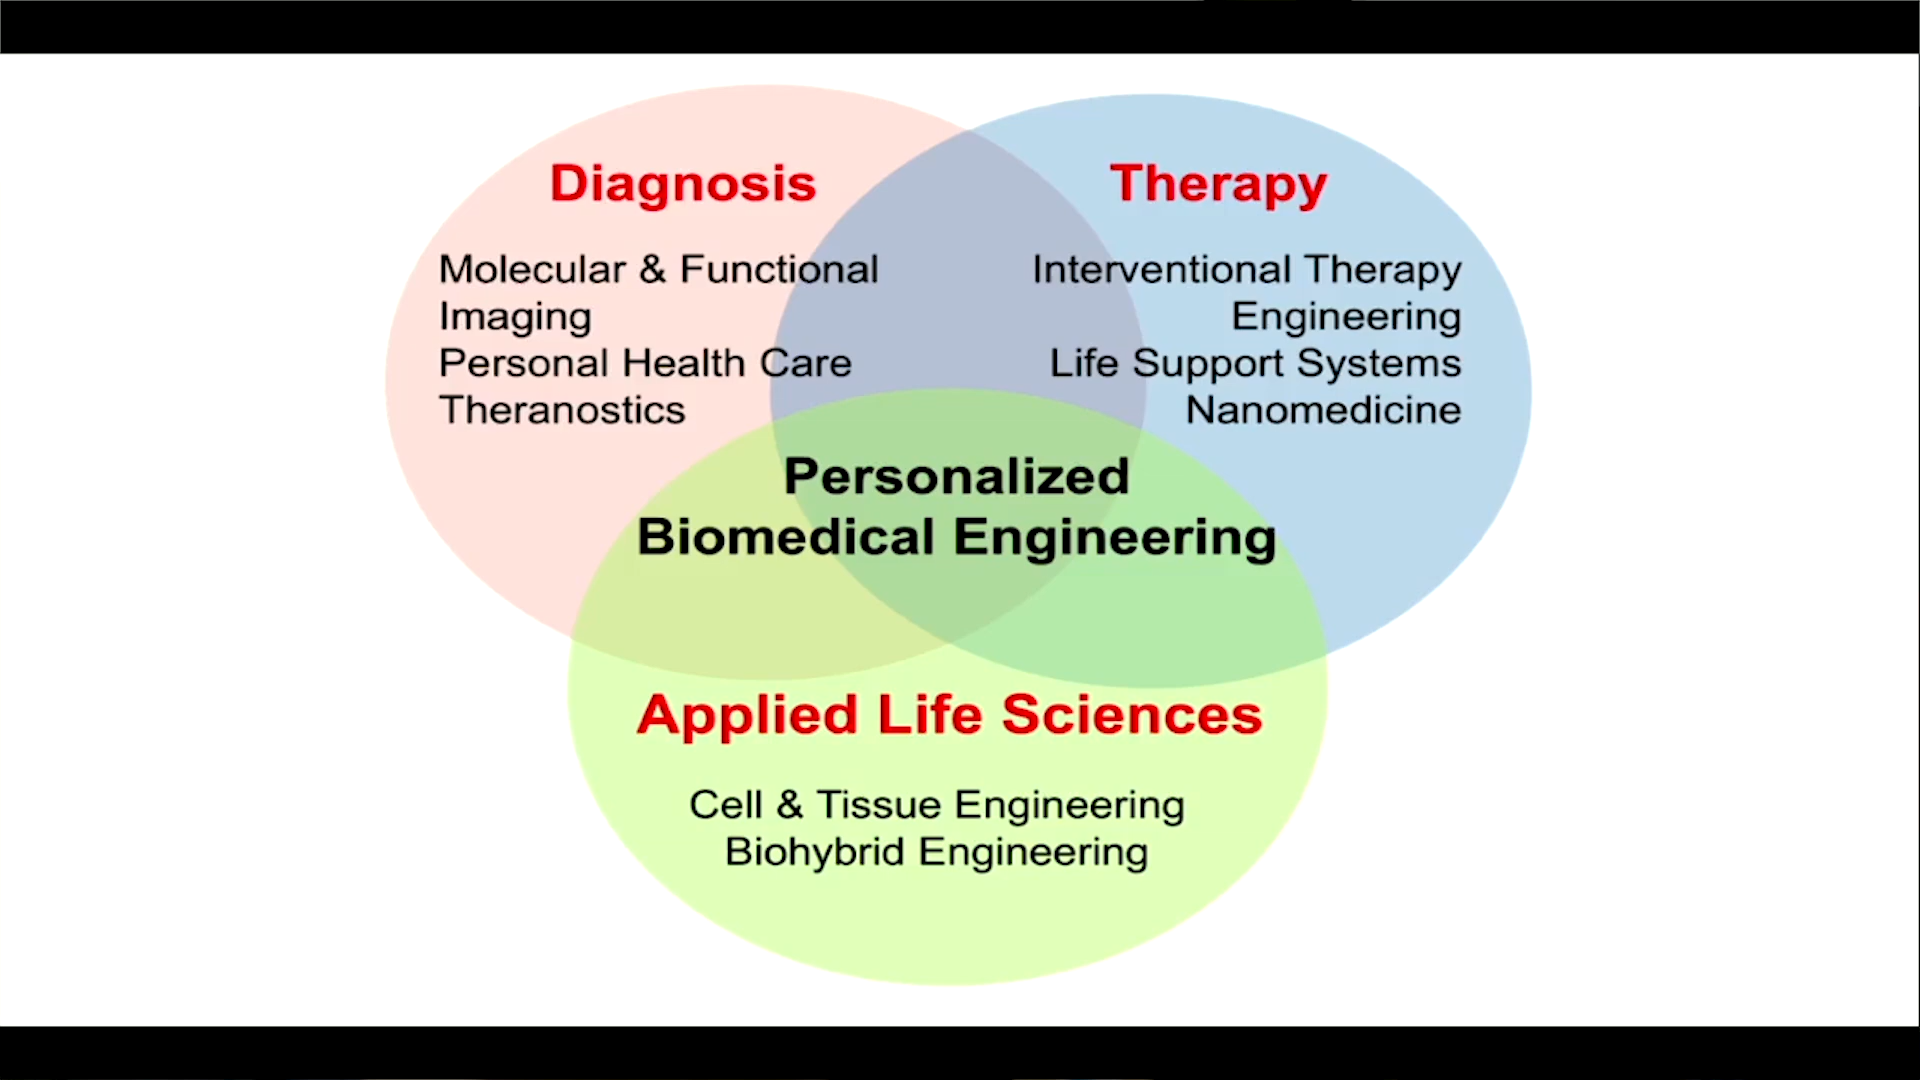 Diagnosis
Molecular & Functional
Imaging
Personal Health Care
Theranostics
Therapy
Interventional Therapy
Engineering
Life Support Systems
Nanomedicine
Personalized
Biomedical Engineering
Applied Life Sciences
Cell & Tissue Engineering
Biohybrid Engineering